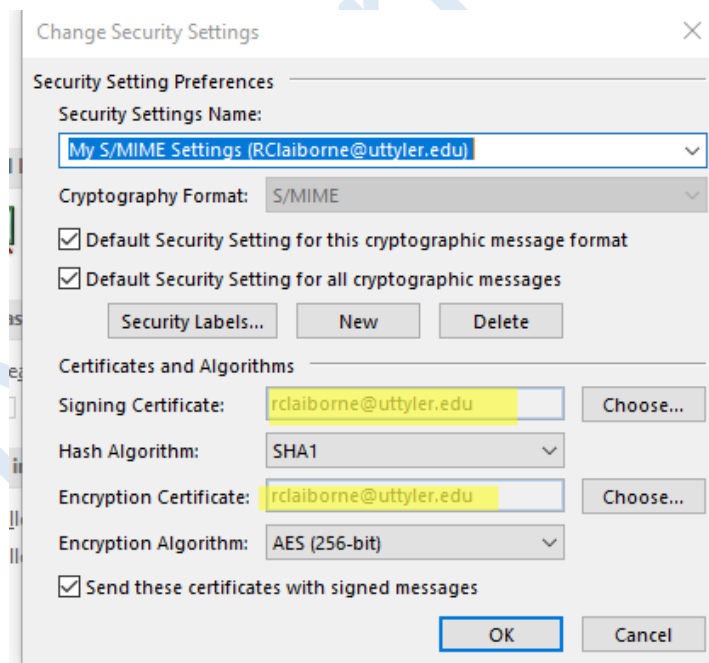 Change Security Settings
Security Setting Preferences
Security Settings Name:
My S/MIME Settings (RClaiborne@uttyler.edu)
Cryptography Format: S/MIME
Default Security Setting for this cryptographic message format
Default Security Setting for all cryptographic messages
Security Labels... New Delete
Certificates and Algorithms
Signing Certificate: rclaiborne@uttyler.edu Choose...
Hash Algorithm: SHA1
Encryption Certificate: rclaiborne@uttyler.edu Choose...
Encryption Algorithm: AES (256-bit)
Send these certificates with signed messages
OK Cancel